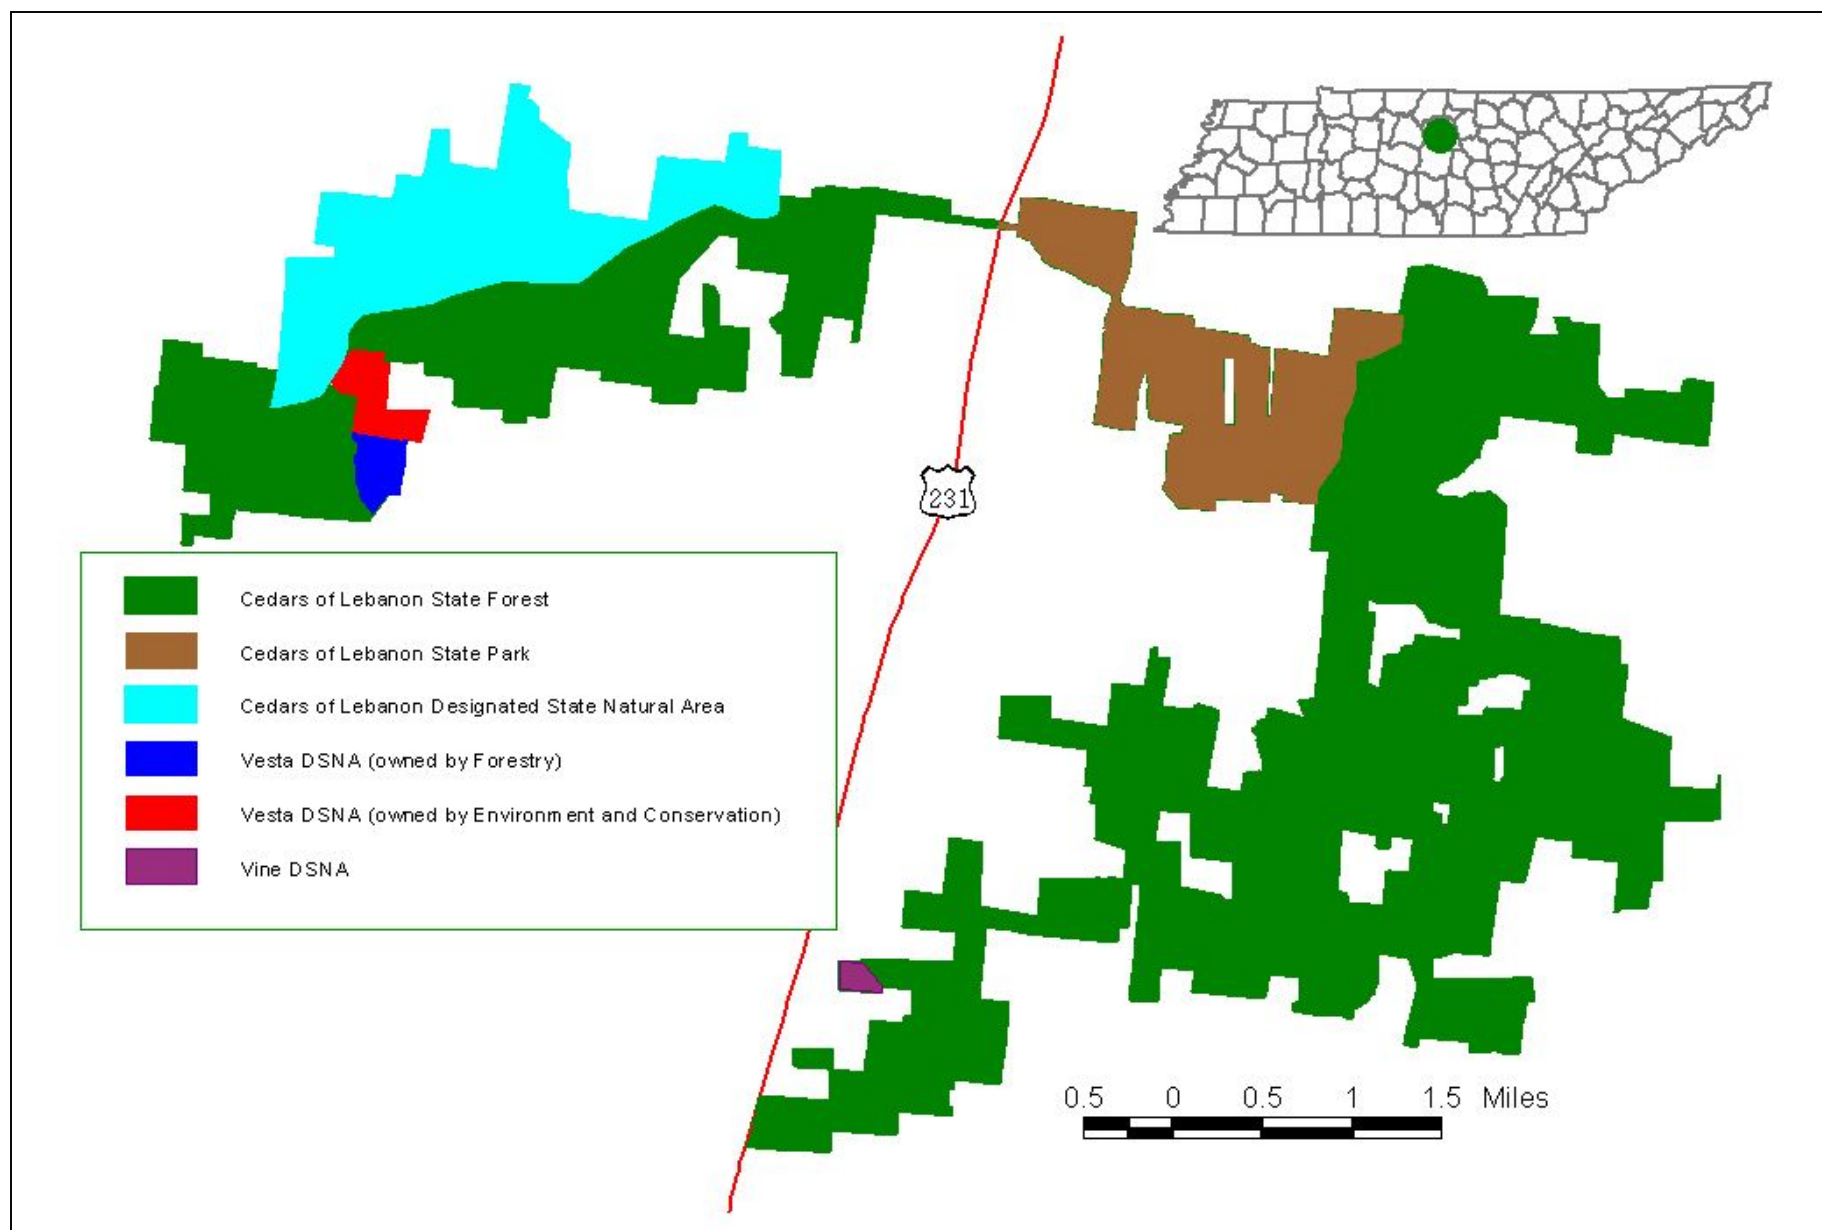 231
Cedars of Lebanon State Forest
Cedars of Lebanon State Park
Cedars of Lebanon Designated State Natural Area
Vesta DSNA (owned by Forestry)
Vesta DSNA (owned by Environment and Conservation)
Vine DSNA
0.5 0 0.5 1 1.5 Miles